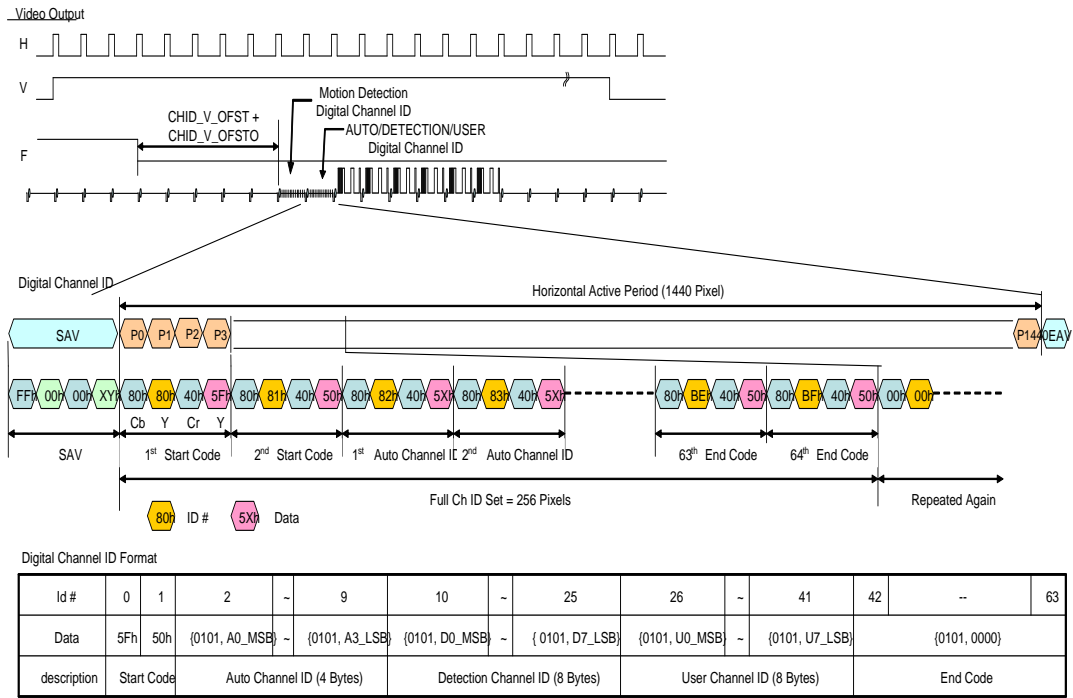 Video Output
H
V
F
CHID_V_OFST +
CHID_V_OFSTO
Motion Detection
Digital Channel ID
AUTO/DETECTION/USER
Digital Channel ID
Digital Channel ID
Horizontal Active Period (1440 Pixel)
SAV P0 P1 P2 P3 P1440 EAV
FFh 00h 00h XYh 80h 80h 40h 5Fh 80h 81h 40h 50h 80h 82h 40h 5Xh 80h 83h 40h 5Xh 80h BEh 40h 50h 80h BFh 40h 50h 00h 00h
Cb Y Cr Y
SAV 1st Start Code 2nd Start Code 1st Auto Channel ID 2nd Auto Channel ID 63th End Code 64th End Code
Full Ch ID Set = 256 Pixels Repeated Again
80h ID # 5Xh Data
Digital Channel ID Format
Id # 0 1 2 ~ 9 10 ~ 25 26 ~ 41 42 -- 63
Data 5Fh 50h {0101, A0_MSB} ~ {0101, A3_LSB} {0101, D0_MSB} ~ { 0101, D7_LSB} {0101, U0_MSB} ~ {0101, U7_LSB} {0101, 0000}
description Start Code Auto Channel ID (4 Bytes) Detection Channel ID (8 Bytes) User Channel ID (8 Bytes) End Code